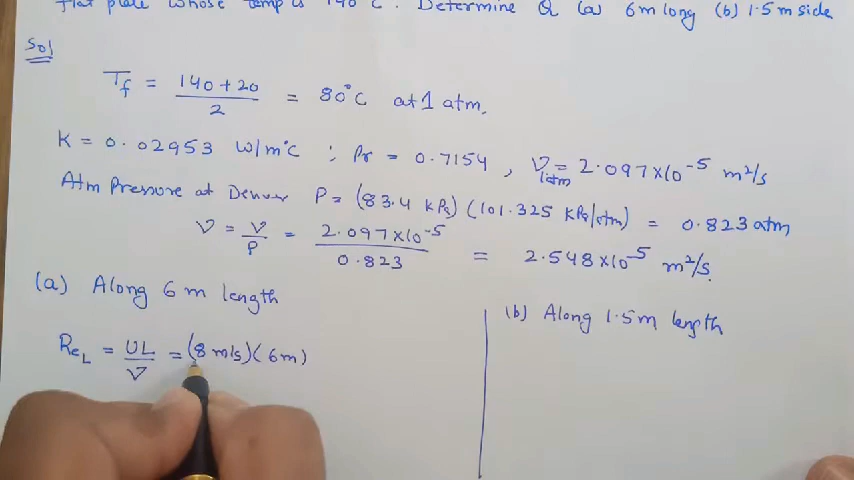 flat plate whose temp is 140°C. Determine Q (a) 6m long (b) 1.5m side
Sol
Tf = 140+20 / 2 = 80°C at 1 atm.
K = 0.02953 W/m°C ; Pr = 0.7154, ν1atm = 2.097×10⁻⁵ m²/s
Atm Pressure at Denver P = (83.4 kPa)(101.325 kPa/atm) = 0.823 atm
ν = ν/P = 2.097×10⁻⁵ / 0.823 = 2.548×10⁻⁵ m²/s.
(a) Along 6 m length
(b) Along 1.5m length
ReL = UL/ν = (8 m/s)(6m)